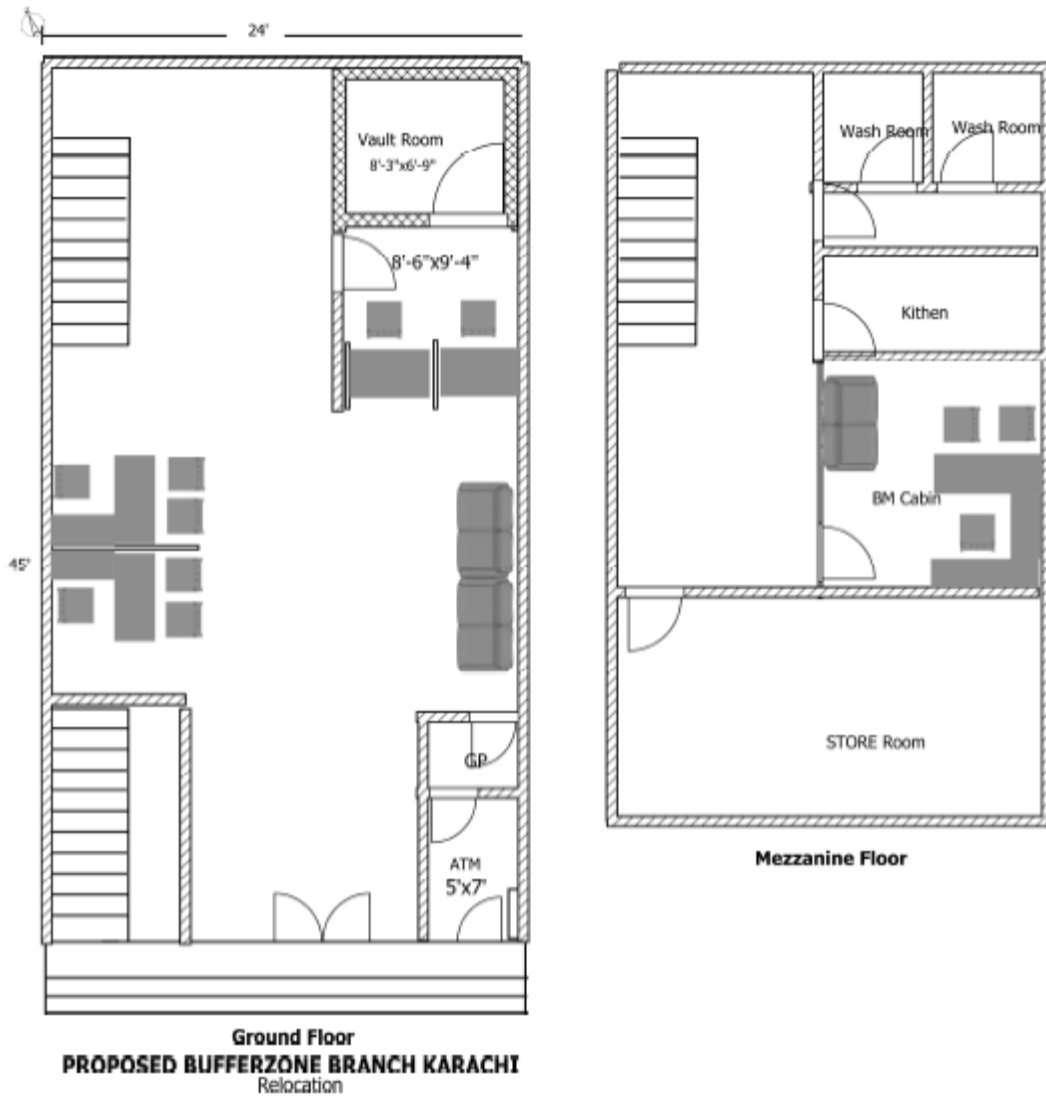 24'
Vault Room
8'-3"x6'-9"
8'-6"x9'-4"
45'
GP
ATM
5'x7'
Ground Floor
PROPOSED BUFFERZONE BRANCH KARACHI
Relocation
Wash Room
Wash Room
Kithen
BM Cabin
STORE Room
Mezzanine Floor